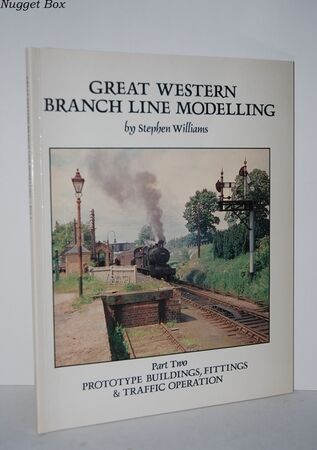 Nugget Box
GREAT WESTERN
BRANCH LINE MODELLING
by Stephen Williams
Part Two
PROTOTYPE BUILDINGS, FITTINGS
& TRAFFIC OPERATION